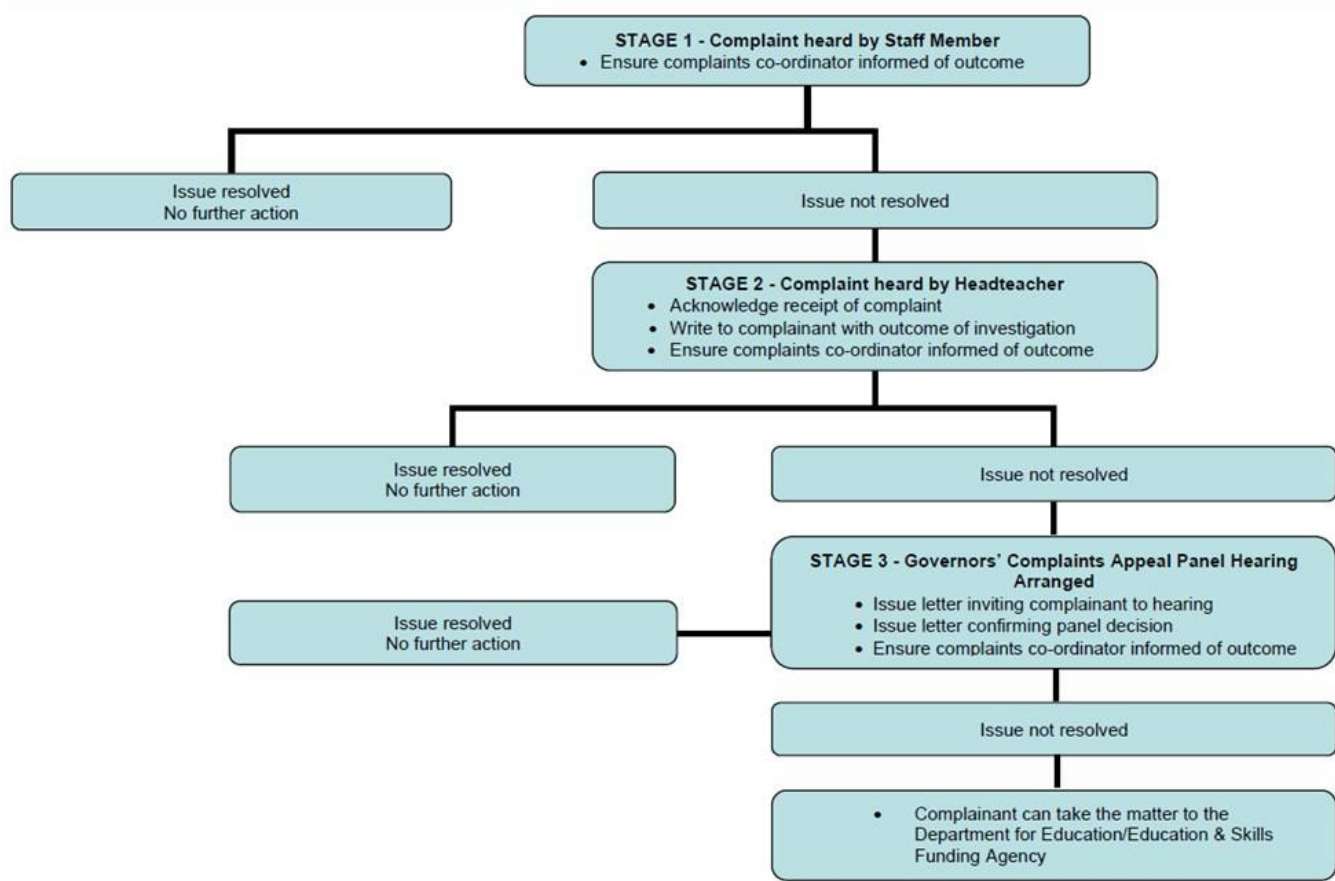 STAGE 1 - Complaint heard by Staff Member
• Ensure complaints co-ordinator informed of outcome
Issue resolved
No further action
Issue not resolved
STAGE 2 - Complaint heard by Headteacher
• Acknowledge receipt of complaint
• Write to complainant with outcome of investigation
• Ensure complaints co-ordinator informed of outcome
Issue resolved
No further action
Issue not resolved
STAGE 3 - Governors' Complaints Appeal Panel Hearing
Arranged
• Issue letter inviting complainant to hearing
• Issue letter confirming panel decision
• Ensure complaints co-ordinator informed of outcome
Issue resolved
No further action
Issue not resolved
• Complainant can take the matter to the
Department for Education/Education & Skills
Funding Agency